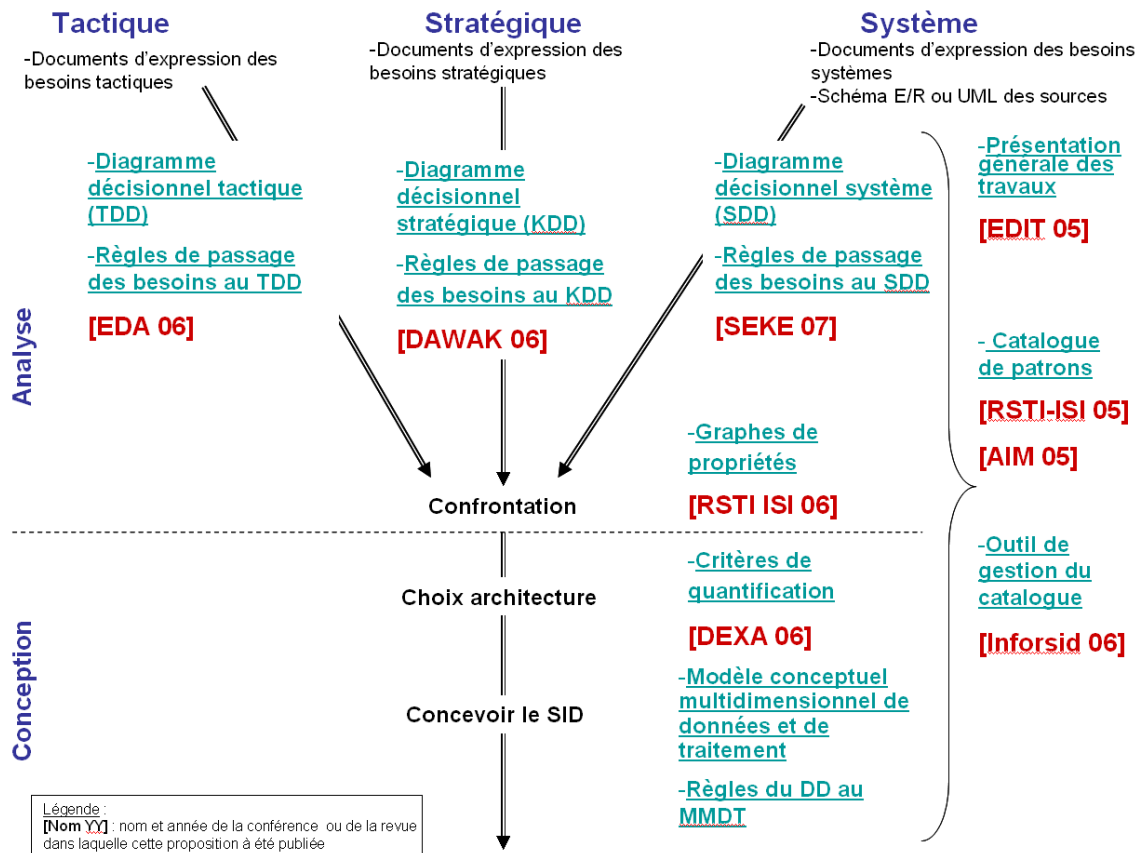 Tactique
-Documents d'expression des
besoins tactiques
Stratégique
-Documents d'expression des
besoins stratégiques
Système
-Documents d'expression des besoins
systèmes
-Schéma E/R ou UML des sources
Analyse
-Diagramme
décisionnel tactique
(TDD)
-Règles de passage
des besoins au TDD
[EDA 06]
-Diagramme
décisionnel
stratégique (KDD)
-Règles de passage
des besoins au KDD
[DAWAK 06]
-Diagramme
décisionnel système
(SDD)
-Règles de passage
des besoins au SDD
[SEKE 07]
-Présentation
générale des
travaux
[EDIT 05]
- Catalogue
de patrons
[RSTI-ISI 05]
[AIM 05]
-Graphes de
propriétés
[RSTI ISI 06]
Confrontation
Conception
Choix architecture
-Critères de
quantification
[DEXA 06]
-Outil de
gestion du
catalogue
[Inforsid 06]
Concevoir le SID
-Modèle conceptuel
multidimensionnel de
données et de
traitement
-Règles du DD au
MMDT
Légende :
[Nom YY] : nom et année de la conférence ou de la revue
dans laquelle cette proposition à été publiée